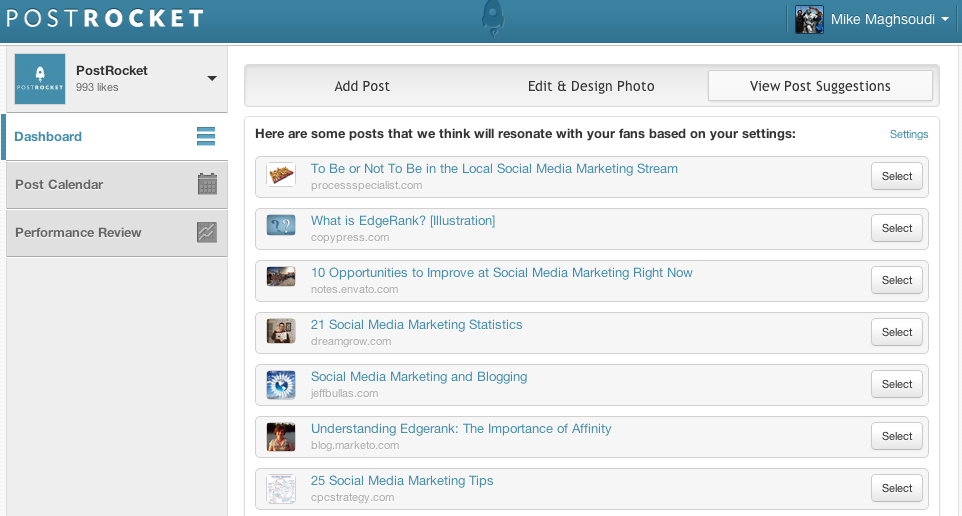 POSTROCKET
Mike Maghsoudi
POSTROCKET
PostRocket
993 likes
Dashboard
Post Calendar
Performance Review
Add Post
Edit & Design Photo
View Post Suggestions
Here are some posts that we think will resonate with your fans based on your settings:
Settings
To Be or Not To Be in the Local Social Media Marketing Stream
processspecialist.com
Select
What is EdgeRank? [Illustration]
copypress.com
Select
10 Opportunities to Improve at Social Media Marketing Right Now
notes.envato.com
Select
21 Social Media Marketing Statistics
dreamgrow.com
Select
Social Media Marketing and Blogging
jeffbullas.com
Select
Understanding Edgerank: The Importance of Affinity
blog.marketo.com
Select
25 Social Media Marketing Tips
cpcstrategy.com
Select